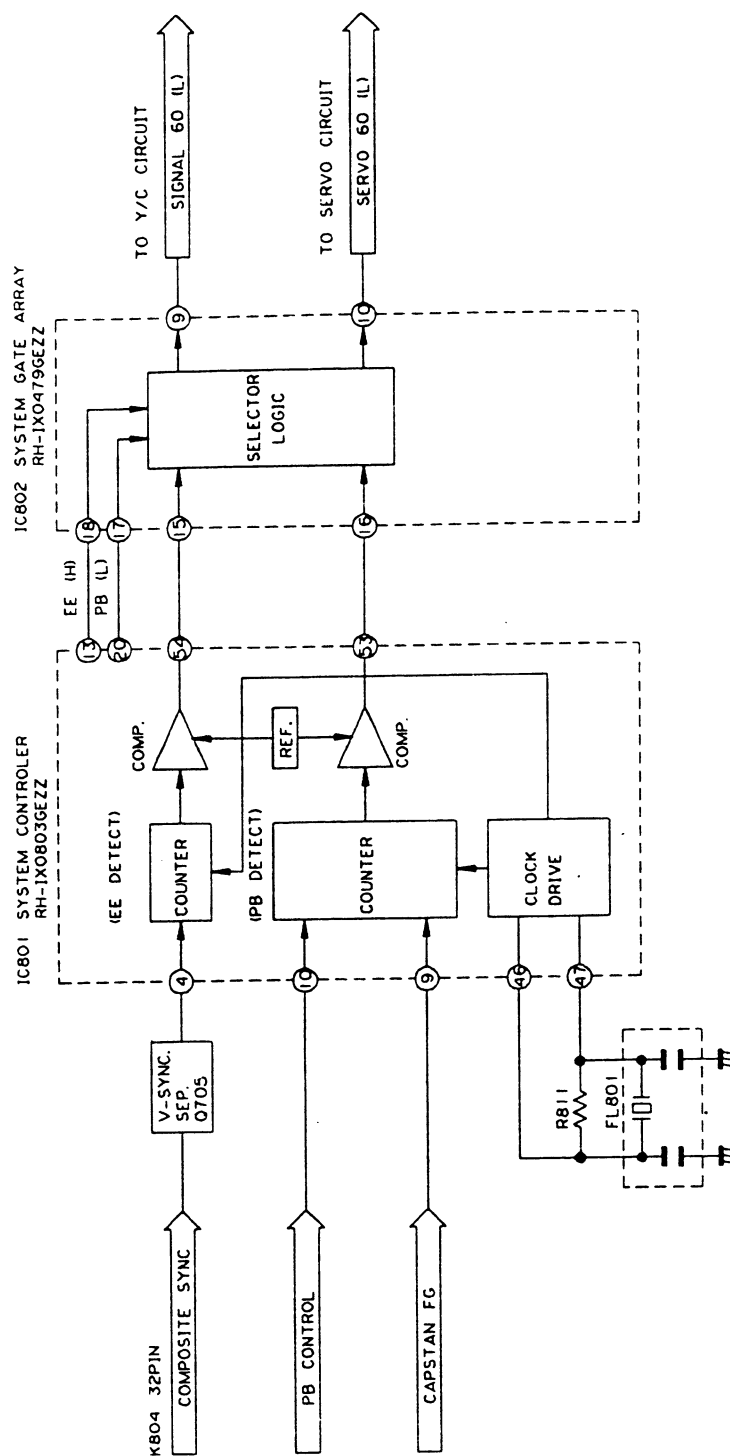 IC801 SYSTEM CONTROLER
RH-IX0803GEZZ
IC802 SYSTEM GATE ARRAY
RH-IX0479GEZZ
K804 32PIN
COMPOSITE SYNC
V-SYNC.
SEP.
Q705
4
COUNTER
(EE DETECT)
COMP.
54
13
20
EE (H)
PB (L)
18
17
15
9
TO Y/C CIRCUIT
SIGNAL 60 (L)
PB CONTROL
10
(PB DETECT)
COUNTER
REF.
COMP.
53
16
SELECTOR
LOGIC
10
TO SERVO CIRCUIT
SERVO 60 (L)
CAPSTAN FG
9
CLOCK
DRIVE
46
47
R811
FL801